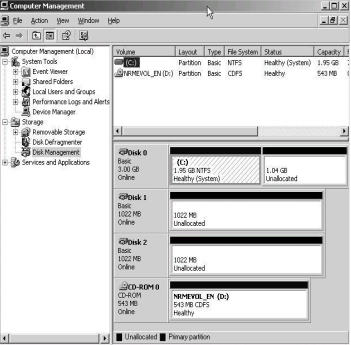 Computer Management
File Action View Window Help
Computer Management (Local)
System Tools
Event Viewer
Shared Folders
Local Users and Groups
Performance Logs and Alerts
Device Manager
Storage
Removable Storage
Disk Defragmenter
Disk Management
Services and Applications
Volume Layout Type File System Status Capacity
(C:) Partition Basic NTFS Healthy (System) 1.95 GB
NRMEVOL_EN (D:) Partition Basic CDFS Healthy 543 MB
Disk 0
Basic
3.00 GB
Online
(C:)
1.95 GB NTFS
Healthy (System)
1.04 GB
Unallocated
Disk 1
Basic
1022 MB
Online
1022 MB
Unallocated
Disk 2
Basic
1022 MB
Online
1022 MB
Unallocated
CD-ROM 0
CD-ROM
543 MB
Online
NRMEVOL_EN (D:)
543 MB CDFS
Healthy
Unallocated Primary partition